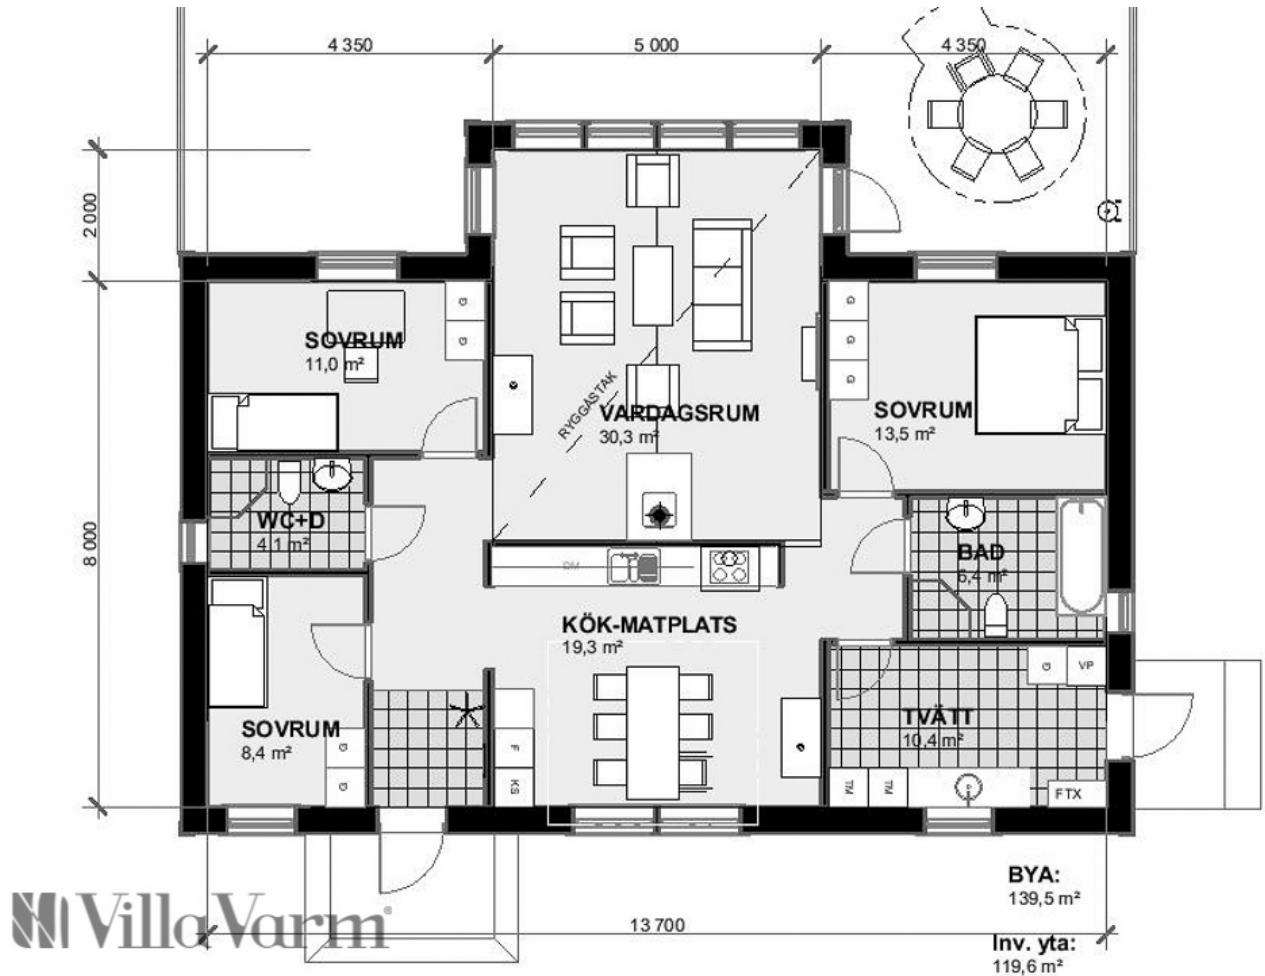 4 350
5 000
4 350
2 000
D
D
SOVRUM
11,0 m²
G
G
G
RYGGÅSTAK
VARDAGSRUM
30,3 m²
SOVRUM
13,5 m²
WC+D
4,1 m²
8 000
DM
BAD
6,4 m²
KÖK-MATPLATS
19,3 m²
G
VP
SOVRUM
8,4 m²
G
G
F
KS
TVÄTT
10,4 m²
TM
TM
FTX
BYA:
139,5 m²
VillaVarm®
13 700
Inv. yta:
119,6 m²